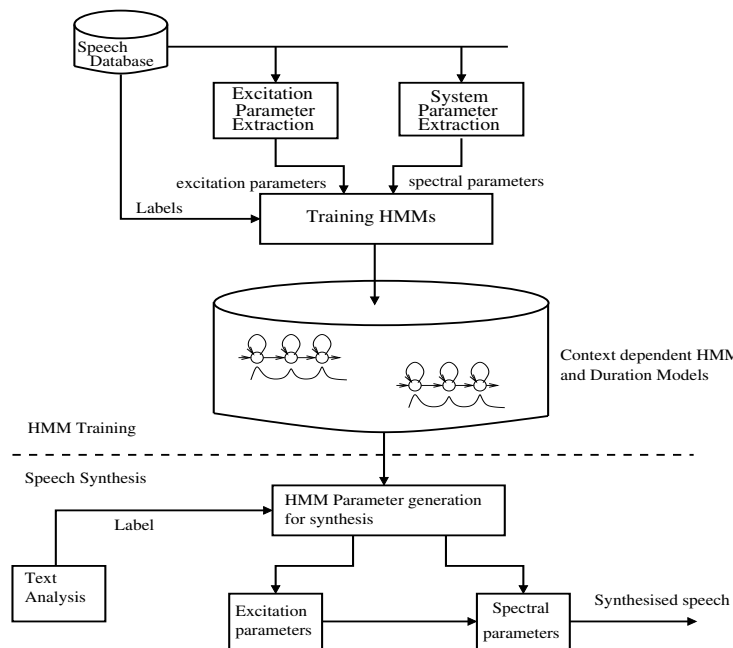 Speech
Database
Excitation
Parameter
Extraction
System
Parameter
Extraction
excitation parameters
spectral parameters
Labels
Training HMMs
Context dependent HMM
and Duration Models
HMM Training
Speech Synthesis
HMM Parameter generation
for synthesis
Label
Text
Analysis
Excitation
parameters
Spectral
parameters
Synthesised speech